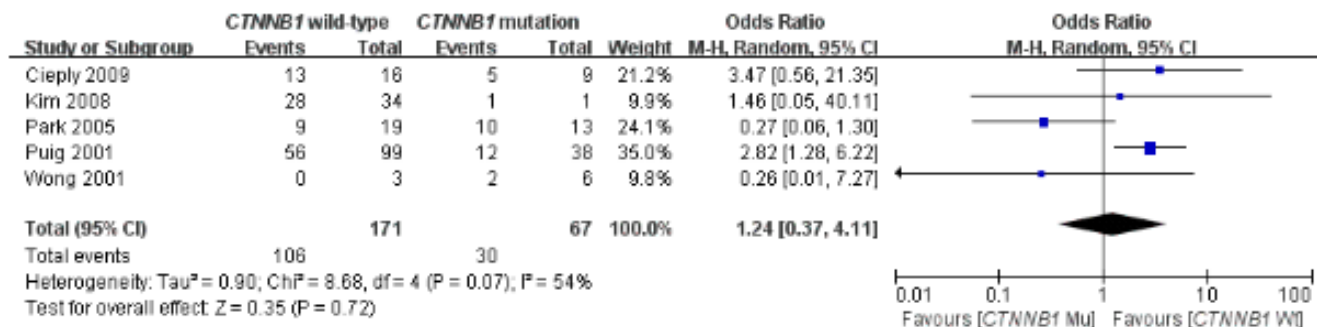 CTNNB1 wild-type CTNNB1 mutation Odds Ratio Odds Ratio
Study or Subgroup Events Total Events Total Weight M-H, Random, 95% CI M-H, Random, 95% CI
Cieply 2009 13 16 5 9 21.2% 3.47 [0.56, 21.35]
Kim 2008 28 34 1 1 9.9% 1.46 [0.05, 40.11]
Park 2005 9 19 10 13 24.1% 0.27 [0.06, 1.30]
Puig 2001 56 99 12 38 35.0% 2.82 [1.28, 6.22]
Wong 2001 0 3 2 6 9.8% 0.26 [0.01, 7.27]
Total (95% CI) 171 67 100.0% 1.24 [0.37, 4.11]
Total events 106 30
Heterogeneity: Tau² = 0.90; Chi² = 8.68, df = 4 (P = 0.07); I² = 54%
Test for overall effect: Z = 0.35 (P = 0.72)
0.01 0.1 1 10 100
Favours [CTNNB1 Mu] Favours [CTNNB1 Wt]